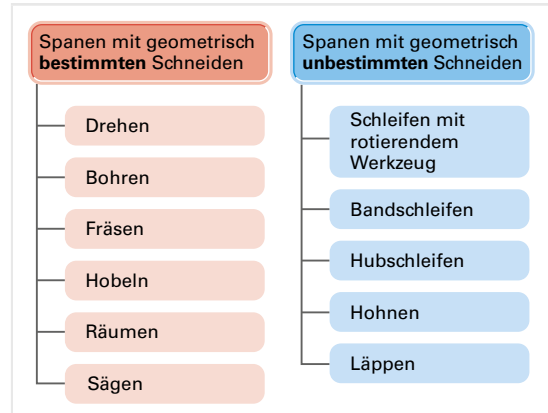 Spanen mit geometrisch
bestimmten Schneiden
Drehen
Bohren
Fräsen
Hobeln
Räumen
Sägen
Spanen mit geometrisch
unbestimmten Schneiden
Schleifen mit
rotierendem
Werkzeug
Bandschleifen
Hubschleifen
Hohnen
Läppen